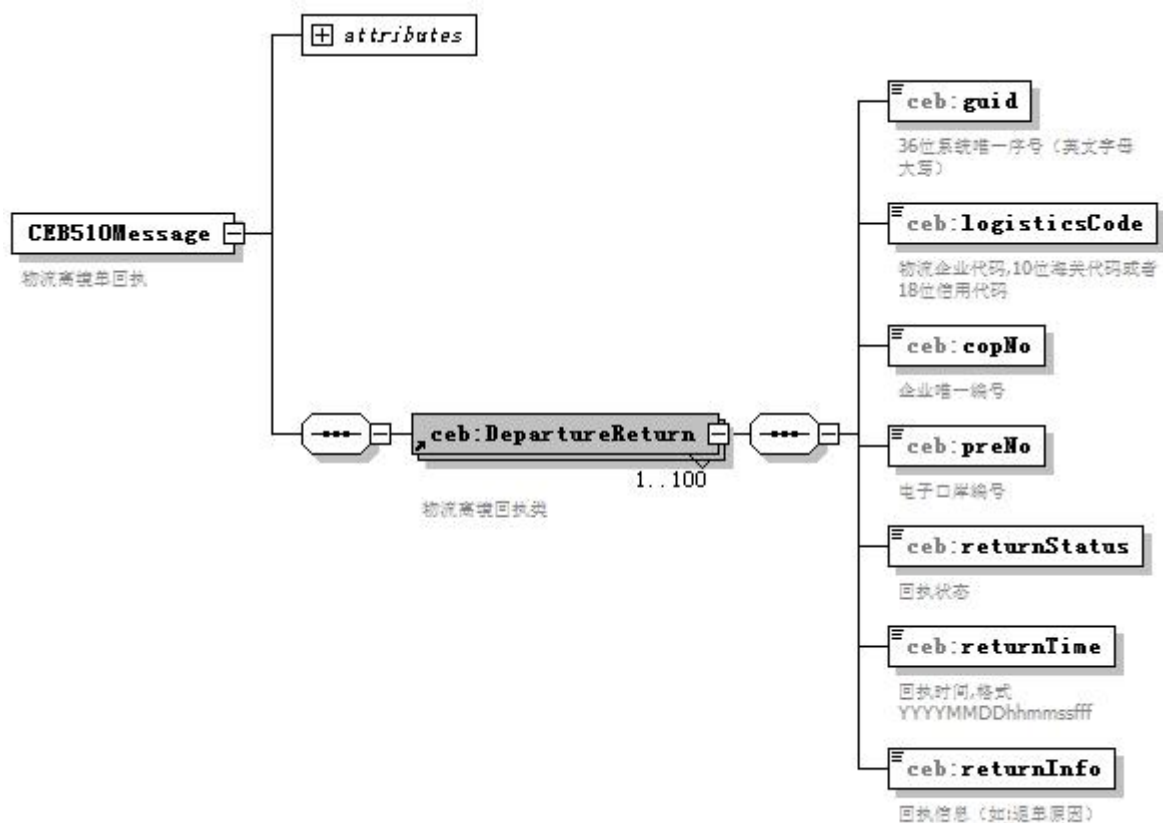 attributes
CEB510Message
物流离境单回执
ceb:DepartureReturn
1..100
物流离境回执类
ceb:guid
36位系统唯一序号（英文字母
大写）
ceb:logisticsCode
物流企业代码,10位海关代码或者
18位信用代码
ceb:copNo
企业唯一编号
ceb:preNo
电子口岸编号
ceb:returnStatus
回执状态
ceb:returnTime
回执时间,格式
YYYYMMDDhhmmssfff
ceb:returnInfo
回执信息（如:退单原因）